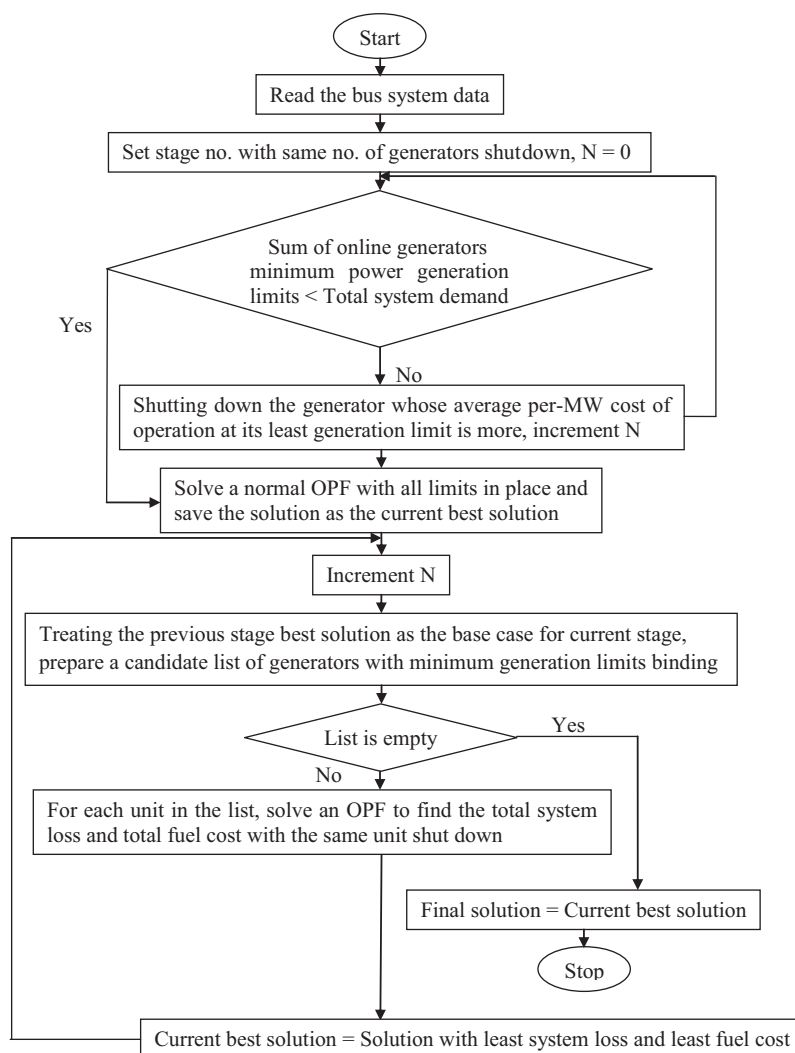 Start
Read the bus system data
Set stage no. with same no. of generators shutdown, N = 0
Sum of online generators
minimum power generation
limits < Total system demand
Yes
No
Shutting down the generator whose average per-MW cost of
operation at its least generation limit is more, increment N
Solve a normal OPF with all limits in place and
save the solution as the current best solution
Increment N
Treating the previous stage best solution as the base case for current stage,
prepare a candidate list of generators with minimum generation limits binding
List is empty
Yes
No
For each unit in the list, solve an OPF to find the total system
loss and total fuel cost with the same unit shut down
Final solution = Current best solution
Stop
Current best solution = Solution with least system loss and least fuel cost